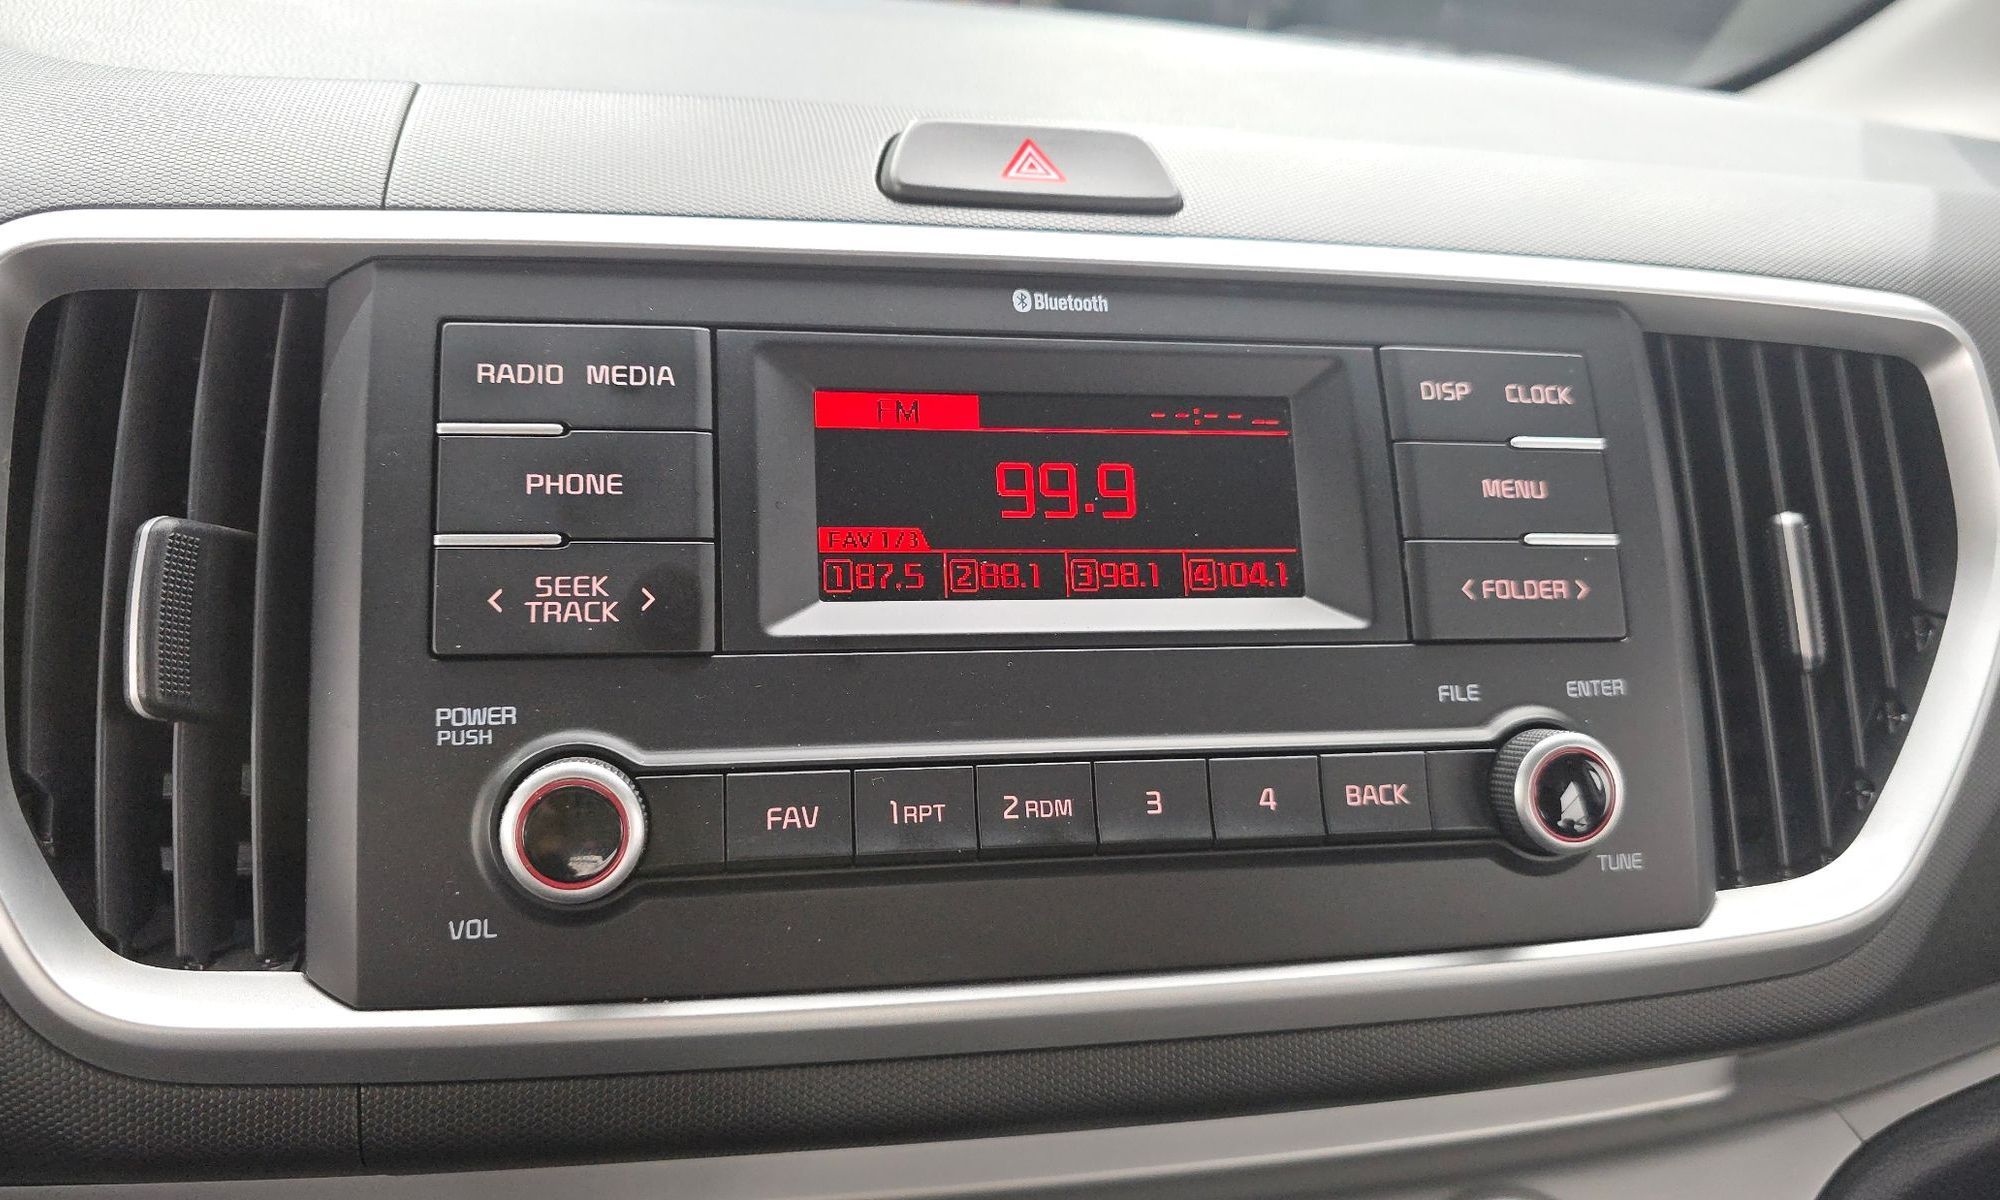 Bluetooth
RADIO MEDIA
DISP CLOCK
FM --:-- --
PHONE
99.9
MENU
FAV 1/3
1 87.5 2 88.1 3 98.1 4 104.1
< SEEK >
TRACK
< FOLDER >
POWER
PUSH
FILE ENTER
FAV 1 RPT 2 RDM 3 4 BACK
TUNE
VOL